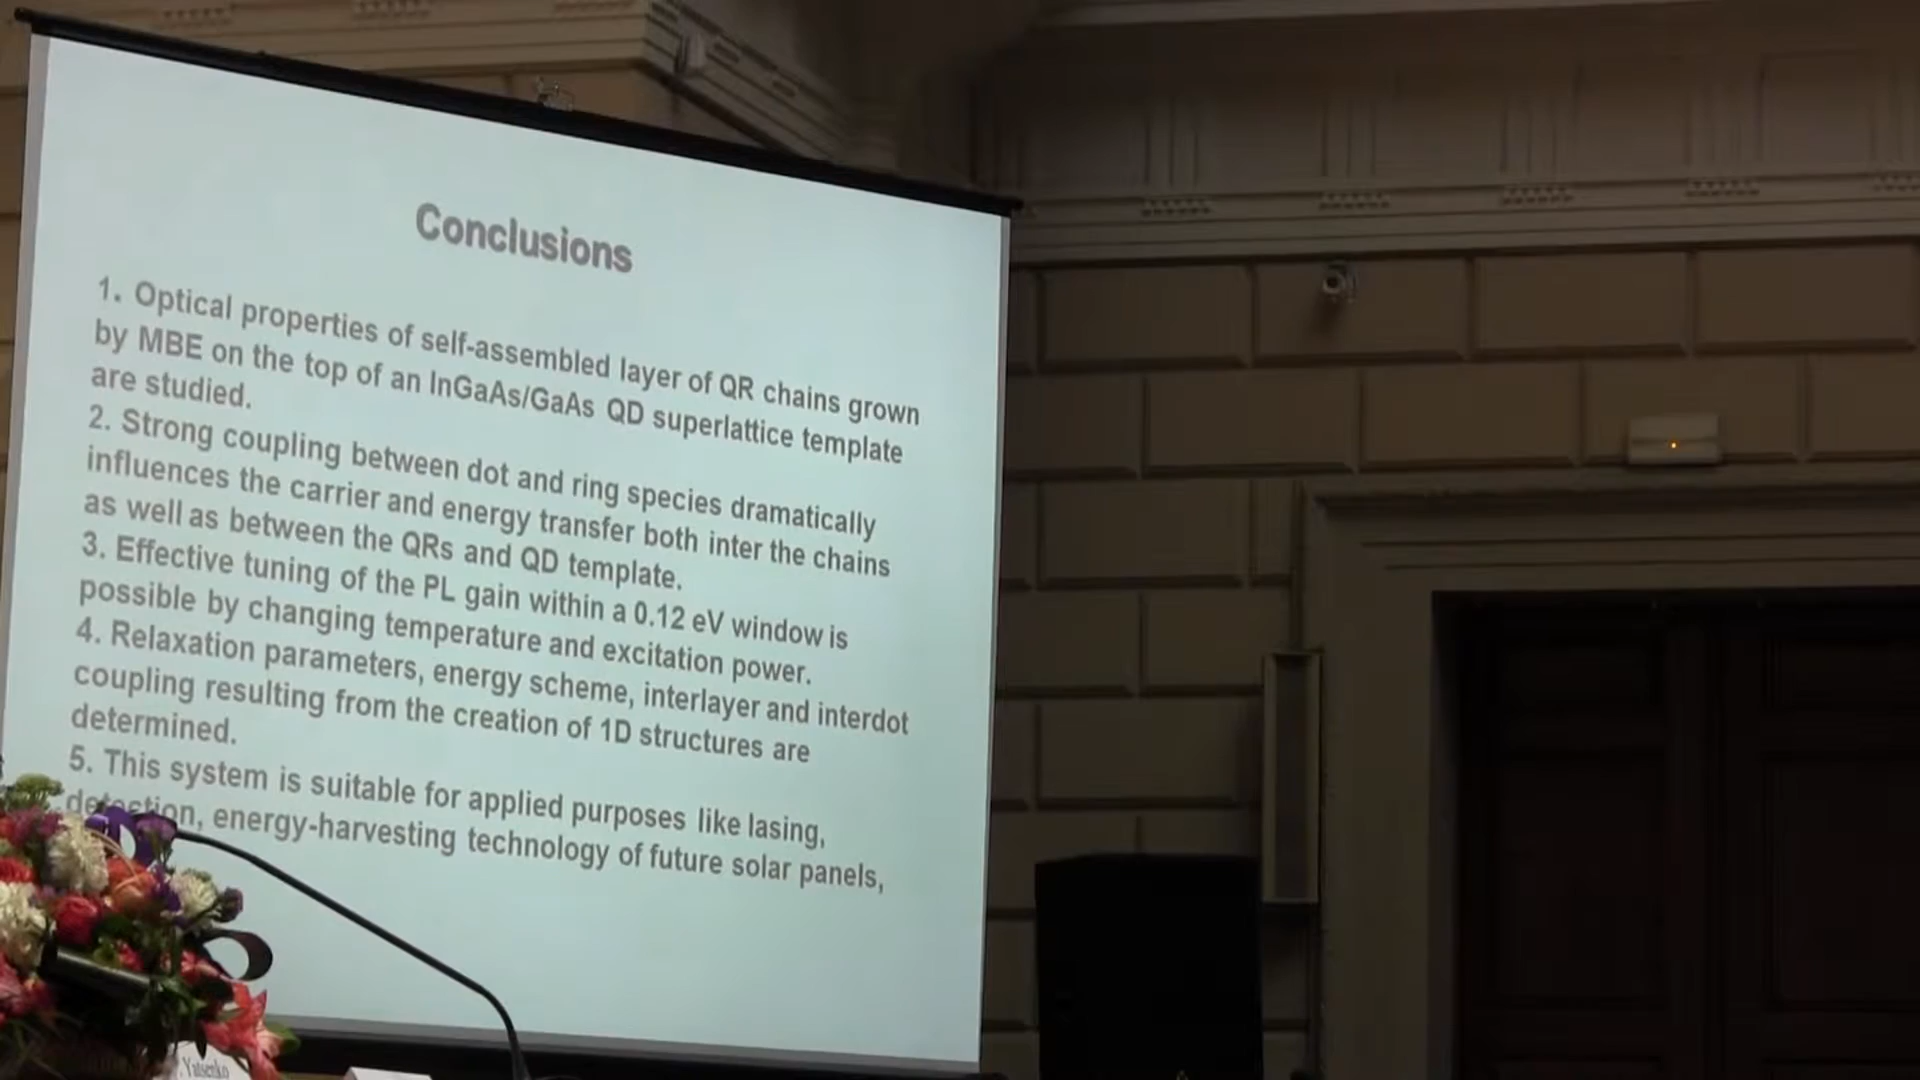 Conclusions
1. Optical properties of self-assembled layer of QR chains grown
by MBE on the top of an InGaAs/GaAs QD superlattice template
are studied.
2. Strong coupling between dot and ring species dramatically
influences the carrier and energy transfer both inter the chains
as well as between the QRs and QD template.
3. Effective tuning of the PL gain within a 0.12 eV window is
possible by changing temperature and excitation power.
4. Relaxation parameters, energy scheme, interlayer and interdot
coupling resulting from the creation of 1D structures are
determined.
5. This system is suitable for applied purposes like lasing,
detection, energy-harvesting technology of future solar panels,
Yatsenko